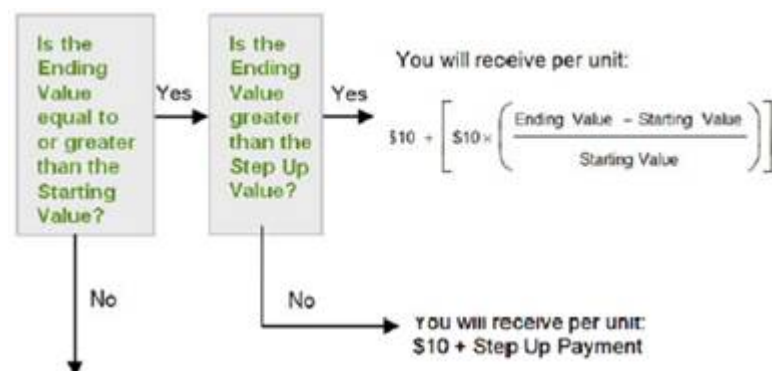 Is the
Ending
Value
equal to
or greater
than the
Starting
Value?
Yes
Is the
Ending
Value
greater
than the
Step Up
Value?
Yes
You will receive per unit:
$10 + [ $10 × ( Ending Value − Starting Value
Starting Value ) ]
No
No
You will receive per unit:
$10 + Step Up Payment